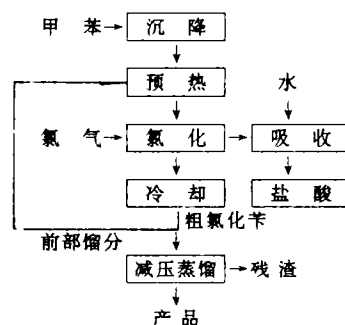 甲苯 沉降
预热 水
氯气 氯化 吸收
冷却 盐酸
粗氯化苄
前部馏分
减压蒸馏 残渣
产品